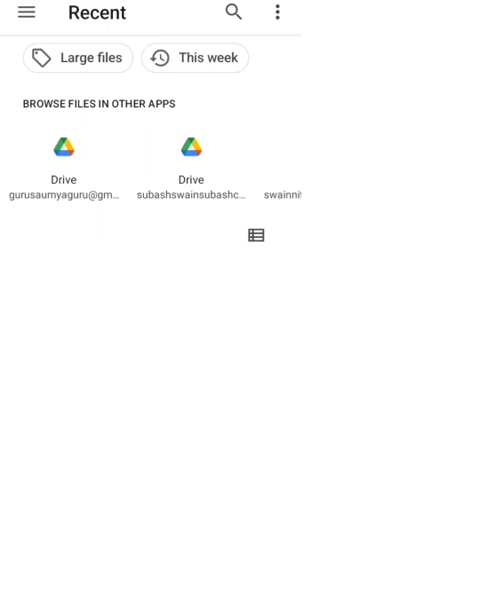 Recent
Large files
This week
BROWSE FILES IN OTHER APPS
Drive
Drive
gurusaumyaguru@gm...
subashswainsubashc...
swainni